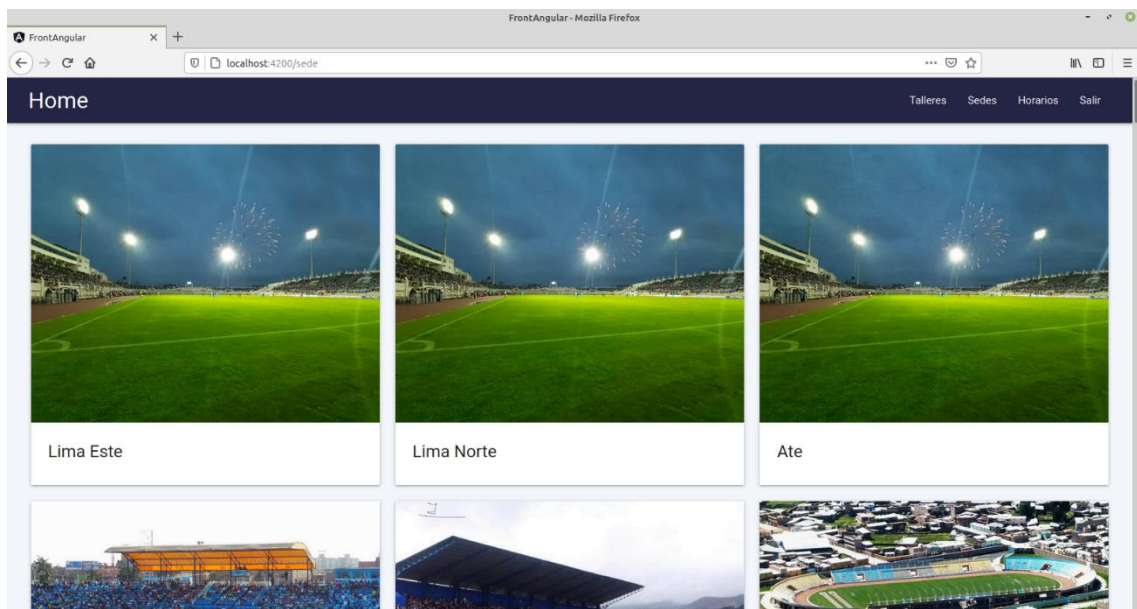 FrontAngular - Mozilla Firefox
FrontAngular
localhost:4200/sede
Home
Talleres Sedes Horarios Salir
Lima Este
Lima Norte
Ate